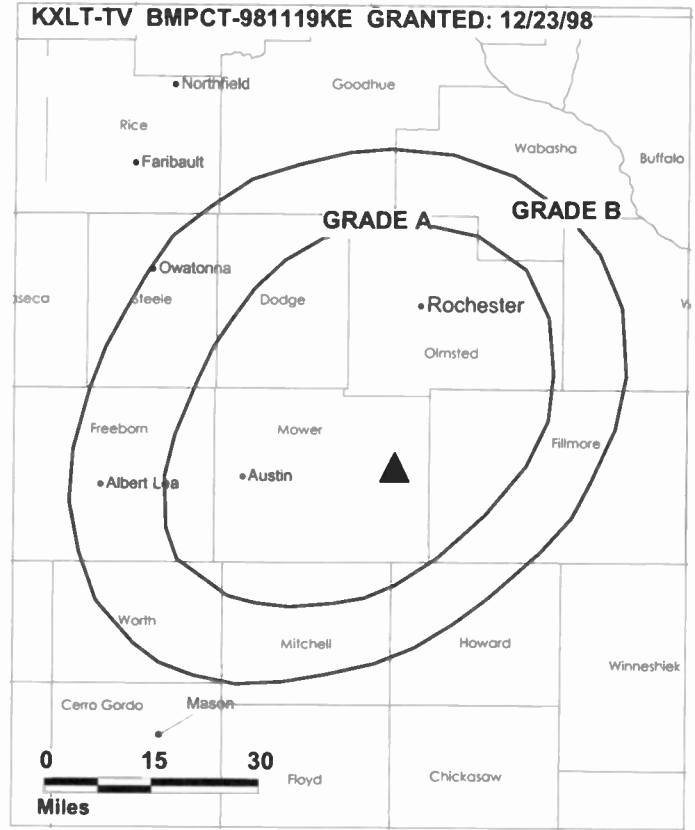 KXLT-TV BMPCT-981119KE GRANTED: 12/23/98
Northfield
Goodhue
Rice
Wabasha
Faribault
Buffalo
GRADE A
GRADE B
Owatonna
aseca
Steele
Dodge
Rochester
Olmsted
Freeborn
Mower
Fillmore
Albert Lea
Austin
Worth
Mitchell
Howard
Winneshiek
Cerro Gordo
Mason
0 15 30
Floyd
Chickasaw
Miles